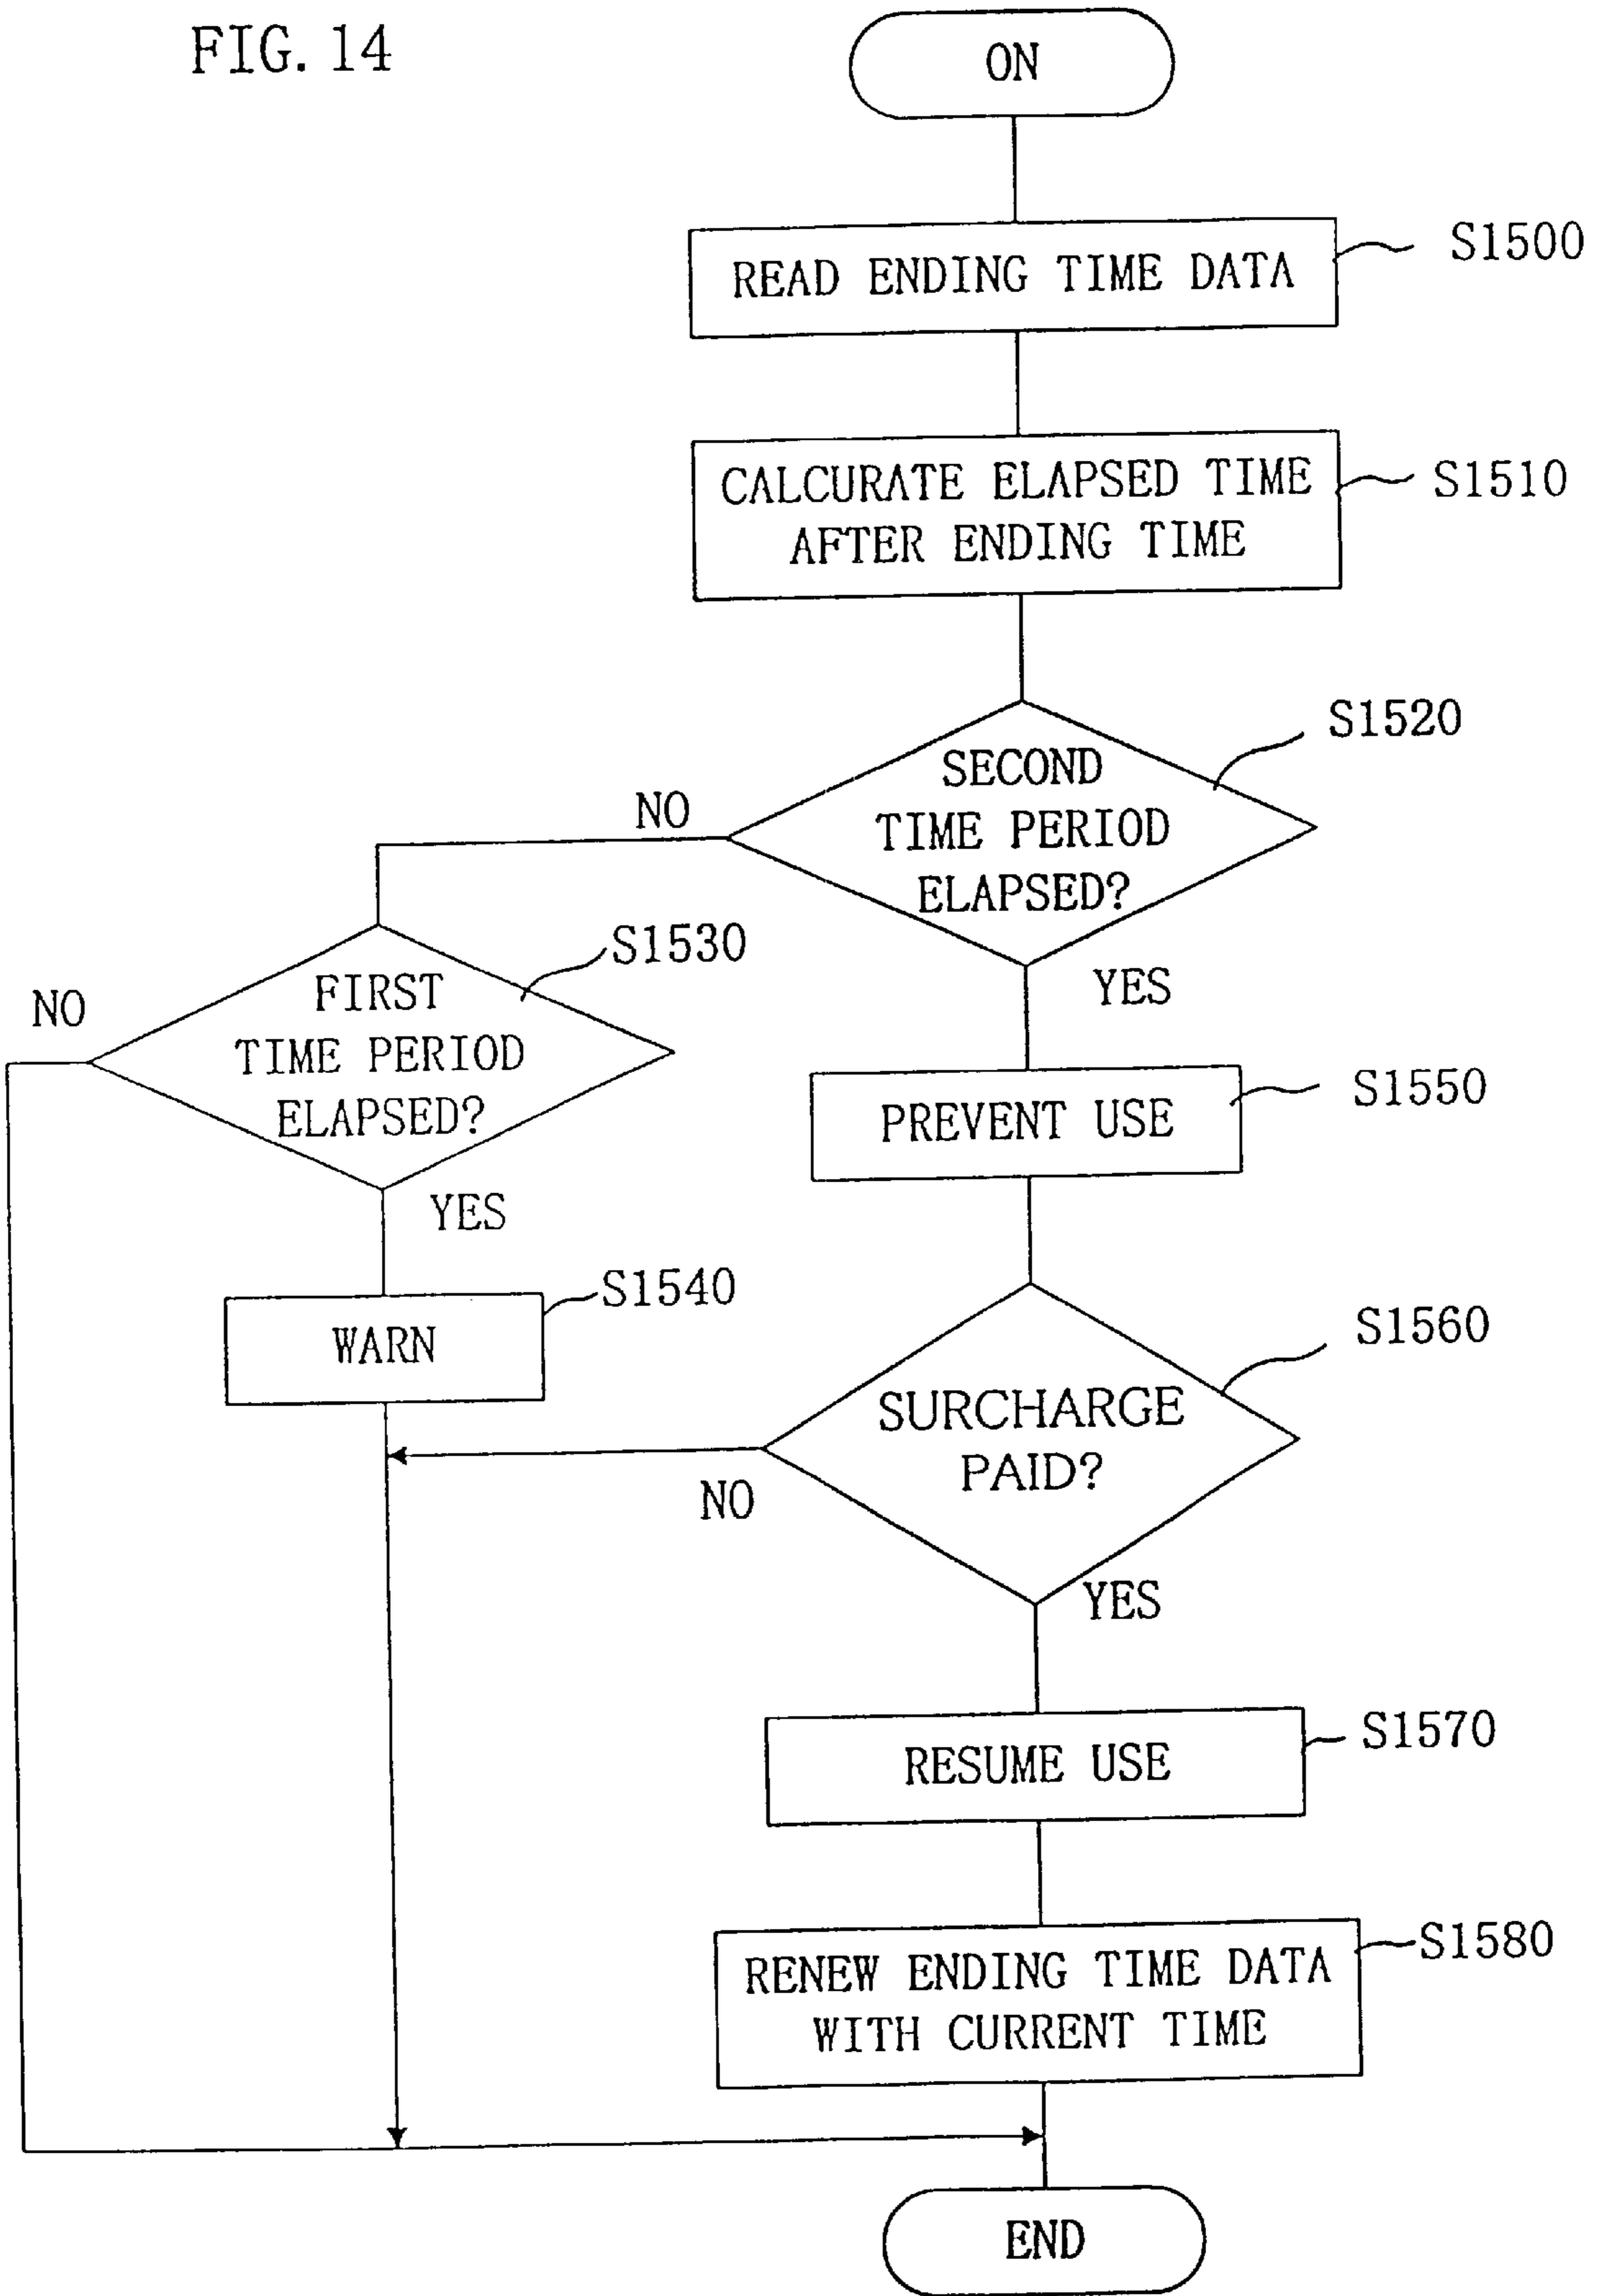 FIG. 14
ON
READ ENDING TIME DATA
S1500
CALCURATE ELAPSED TIME
AFTER ENDING TIME
S1510
SECOND
TIME PERIOD
ELAPSED?
S1520
NO
YES
FIRST
TIME PERIOD
ELAPSED?
S1530
NO
YES
PREVENT USE
S1550
WARN
S1540
SURCHARGE
PAID?
S1560
NO
YES
RESUME USE
S1570
RENEW ENDING TIME DATA
WITH CURRENT TIME
S1580
END